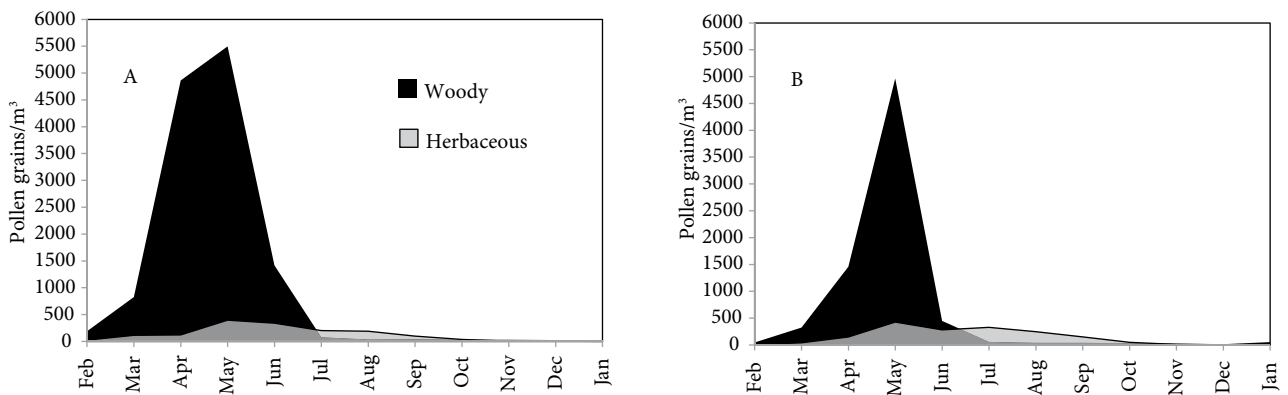 6000
5500
5000
4500
4000
3500
3000
2500
2000
1500
1000
500
0
Pollen grains/m³
A
Woody
Herbaceous
Feb
Mar
Apr
May
Jun
Jul
Aug
Sep
Oct
Nov
Dec
Jan
6000
5500
5000
4500
4000
3500
3000
2500
2000
1500
1000
500
0
Pollen grains/m³
B
Feb
Mar
Apr
May
Jun
Jul
Aug
Sep
Oct
Nov
Dec
Jan